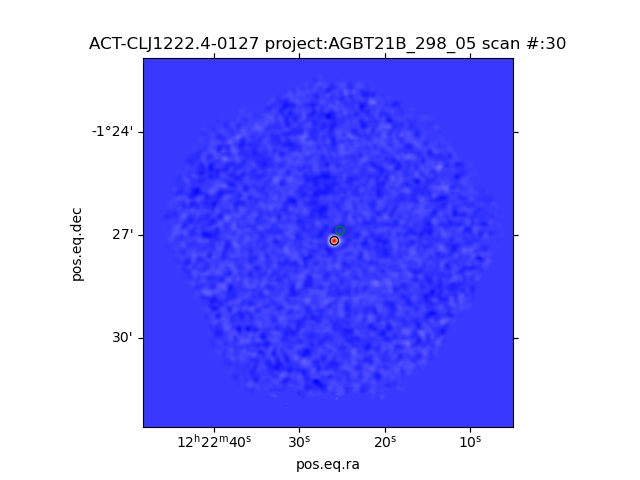 ACT-CLJ1222.4-0127 project:AGBT21B_298_05 scan #:30
pos.eq.dec
-1°24'
27'
30'
12ʰ22ᵐ40ˢ 30ˢ 20ˢ 10ˢ
pos.eq.ra